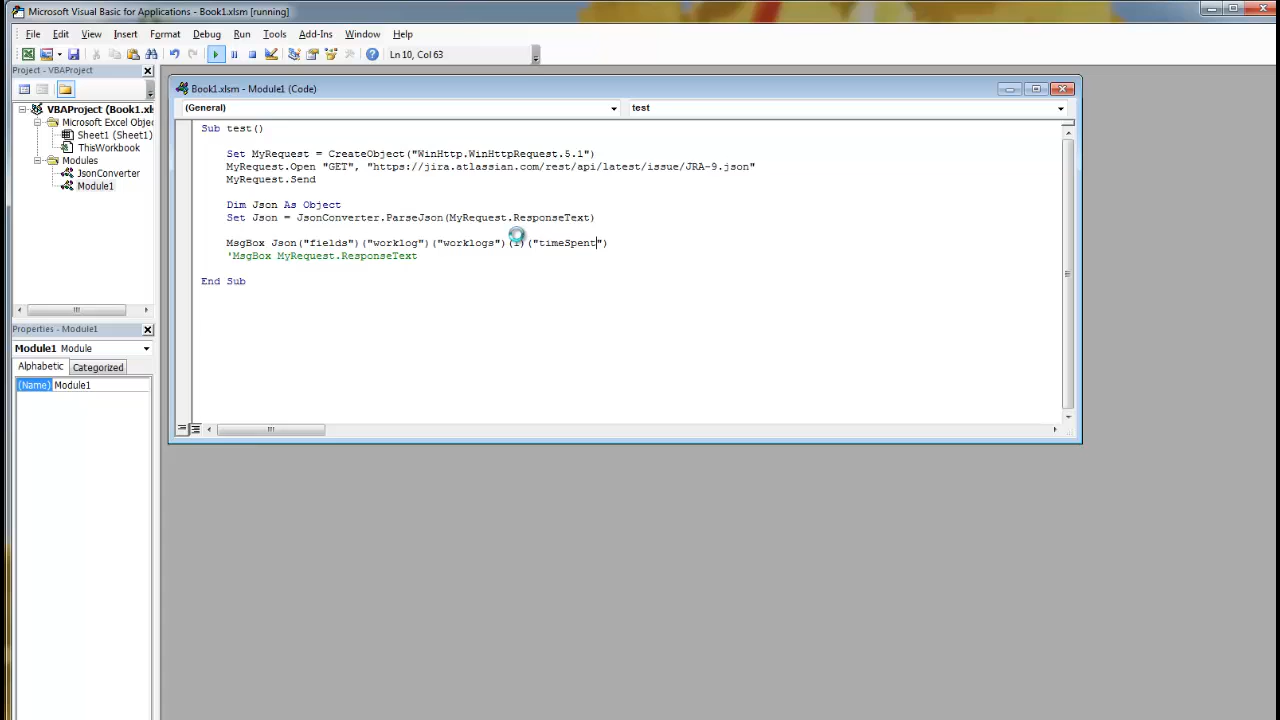 Microsoft Visual Basic for Applications - Book1.xlsm [running]
File Edit View Insert Format Debug Run Tools Add-Ins Window Help
Ln 10, Col 63
Project - VBAProject
VBAProject (Book1.xl
Microsoft Excel Objec
Sheet1 (Sheet1)
ThisWorkbook
Modules
JsonConverter
Module1
Properties - Module1
Module1 Module
Alphabetic Categorized
(Name) Module1
Book1.xlsm - Module1 (Code)
(General) test
Sub test()
Set MyRequest = CreateObject("WinHttp.WinHttpRequest.5.1")
MyRequest.Open "GET", "https://jira.atlassian.com/rest/api/latest/issue/JRA-9.json"
MyRequest.Send
Dim Json As Object
Set Json = JsonConverter.ParseJson(MyRequest.ResponseText)
MsgBox Json("fields")("worklog")("worklogs")(1)("timeSpent")
'MsgBox MyRequest.ResponseText
End Sub